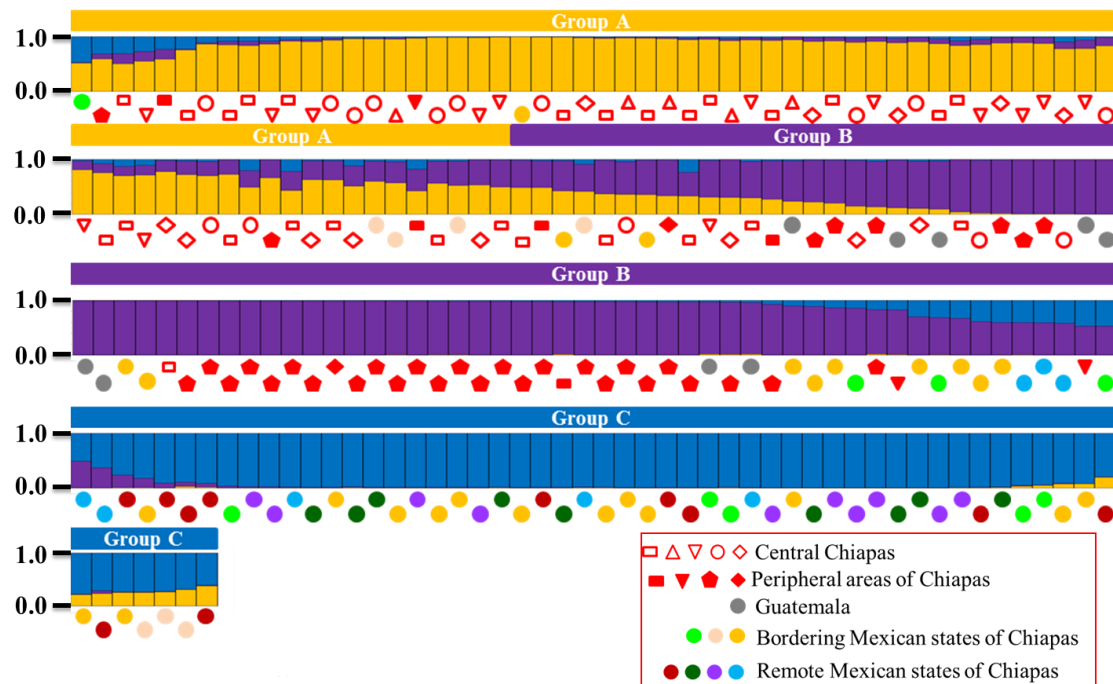 Group A
1.0
0.0
Group A Group B
1.0
0.0
Group B
1.0
0.0
Group C
1.0
0.0
Group C
1.0
0.0
Central Chiapas
Peripheral areas of Chiapas
Guatemala
Bordering Mexican states of Chiapas
Remote Mexican states of Chiapas